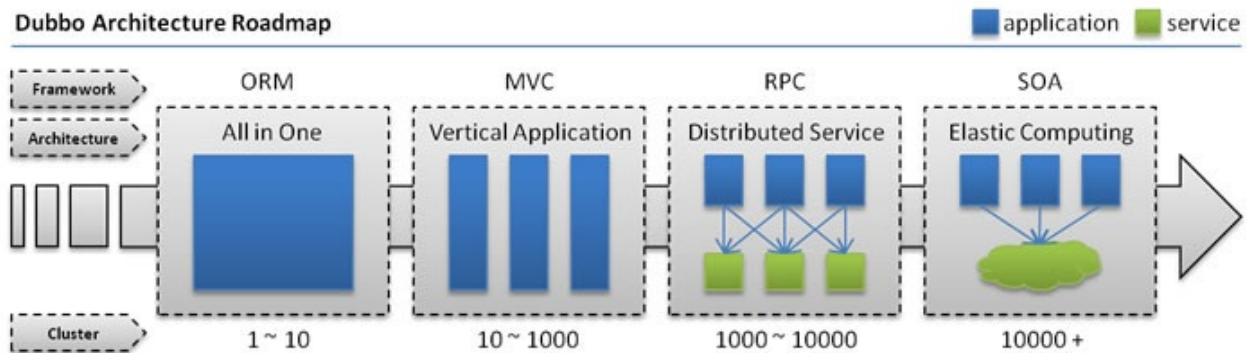 Dubbo Architecture Roadmap
application
service
Framework
ORM
MVC
RPC
SOA
Architecture
All in One
Vertical Application
Distributed Service
Elastic Computing
Cluster
1 ~ 10
10 ~ 1000
1000 ~ 10000
10000 +